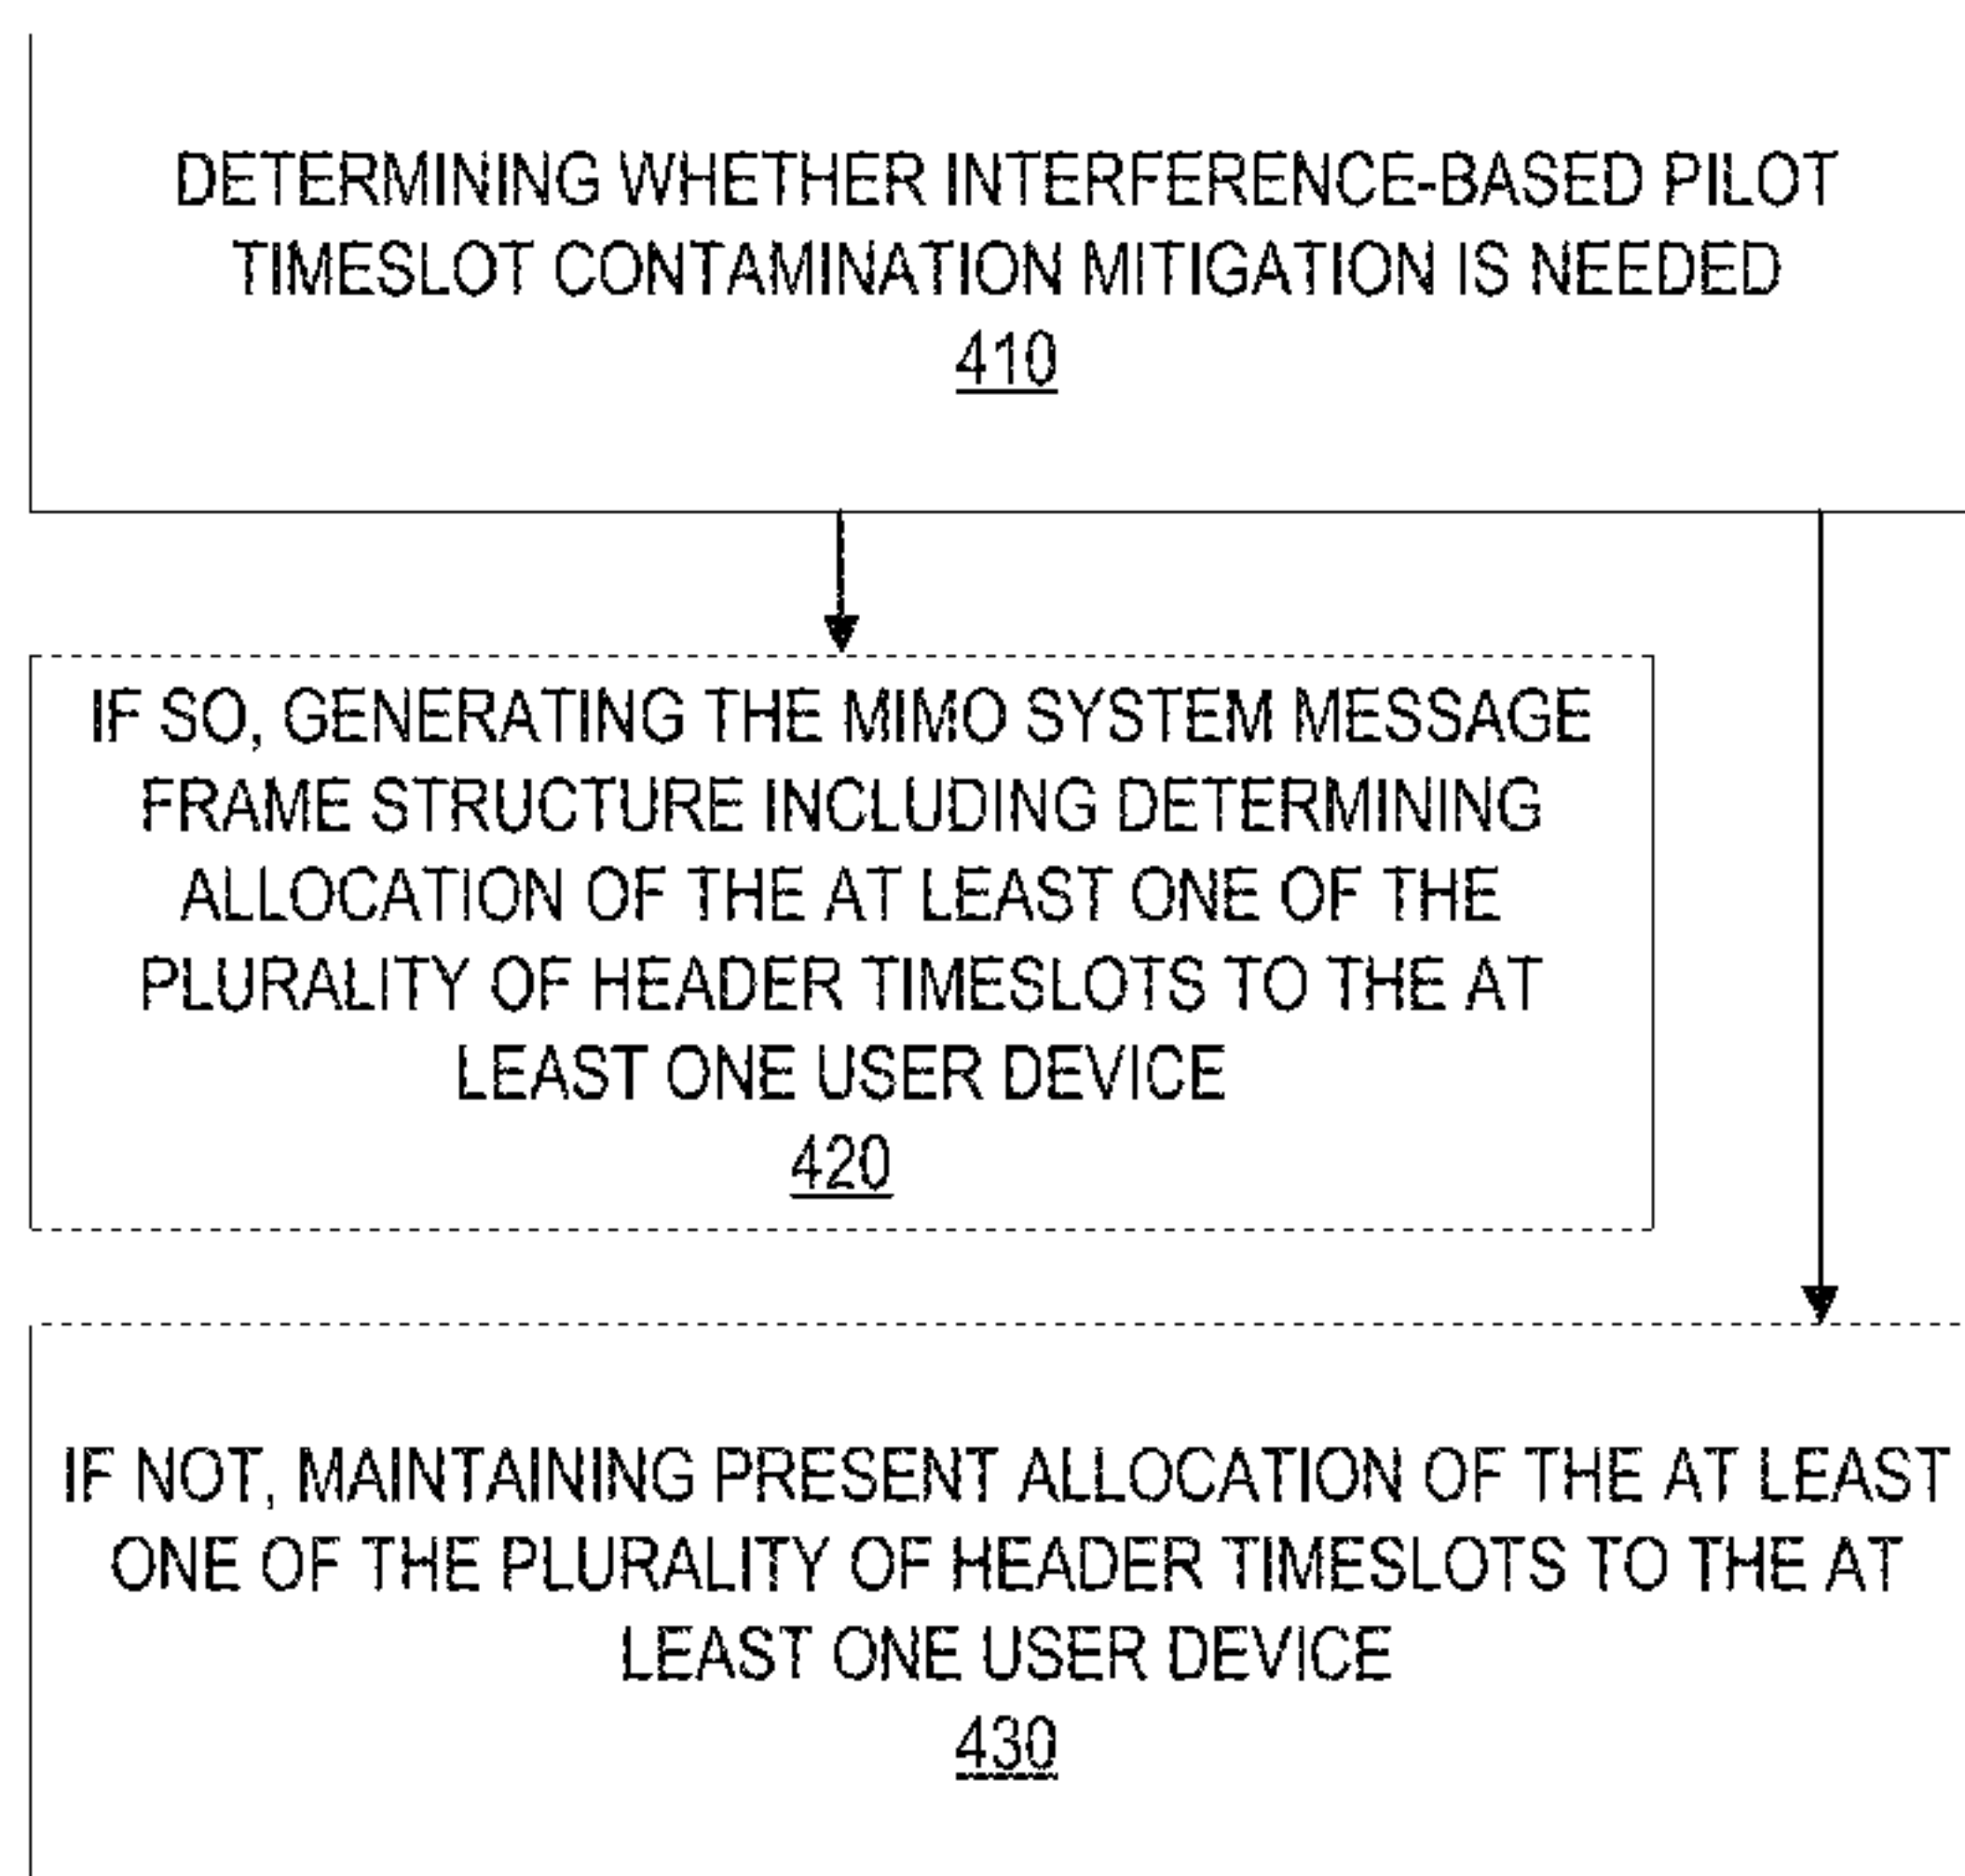 DETERMINING WHETHER INTERFERENCE-BASED PILOT
TIMESLOT CONTAMINATION MITIGATION IS NEEDED
410
IF SO, GENERATING THE MIMO SYSTEM MESSAGE
FRAME STRUCTURE INCLUDING DETERMINING
ALLOCATION OF THE AT LEAST ONE OF THE
PLURALITY OF HEADER TIMESLOTS TO THE AT
LEAST ONE USER DEVICE
420
IF NOT, MAINTAINING PRESENT ALLOCATION OF THE AT LEAST
ONE OF THE PLURALITY OF HEADER TIMESLOTS TO THE AT
LEAST ONE USER DEVICE
430